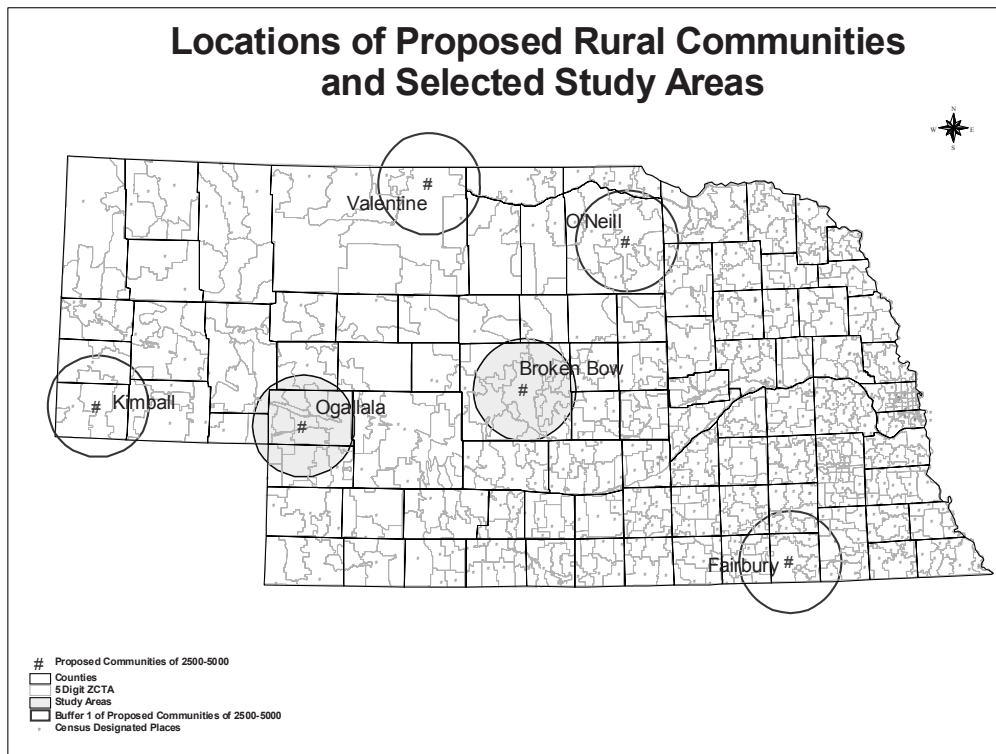 Locations of Proposed Rural Communities
and Selected Study Areas
N
W E
S
Valentine
O'Neill
Broken Bow
Kimball
Ogallala
Fairbury
# Proposed Communities of 2500-5000
Counties
5 Digit ZCTA
Study Areas
Buffer 1 of Proposed Communities of 2500-5000
Census Designated Places